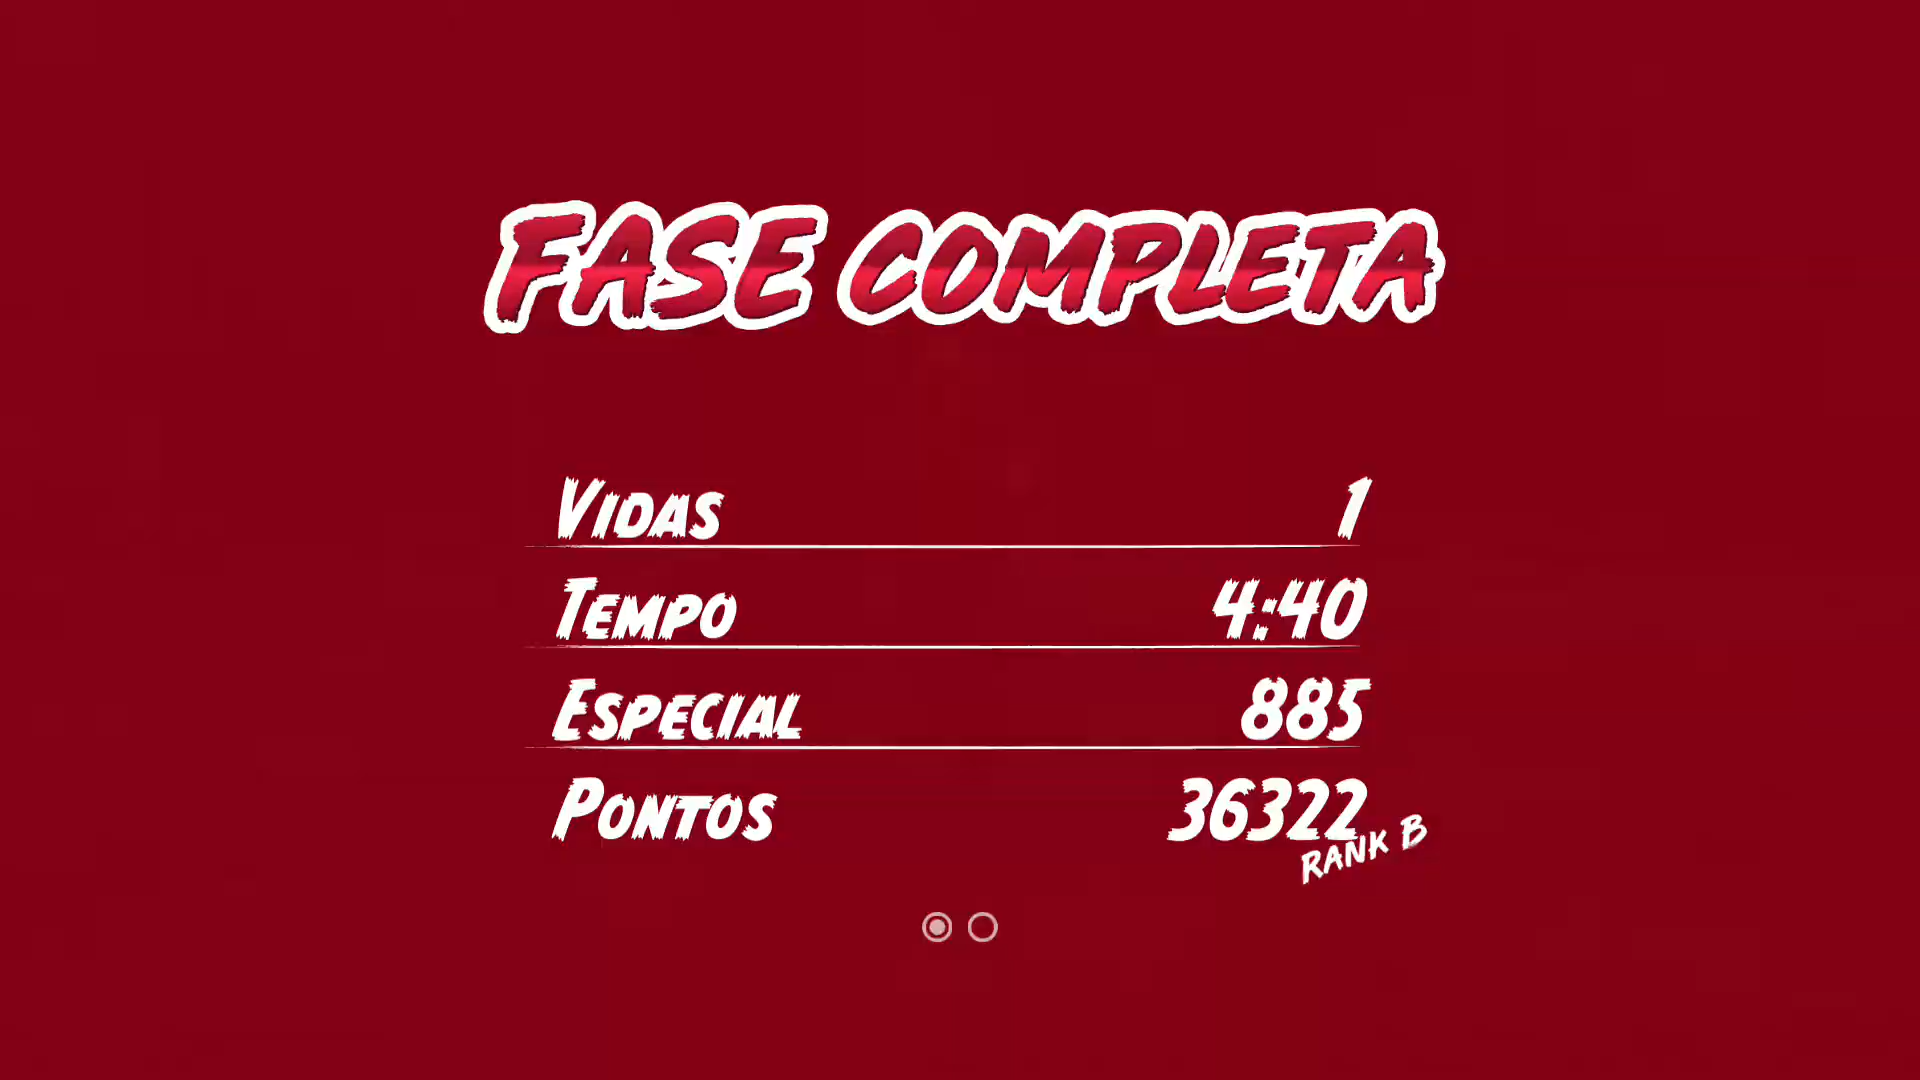 FASE COMPLETA
VIDAS 1
TEMPO 4:40
ESPECIAL 885
PONTOS 36322
RANK B